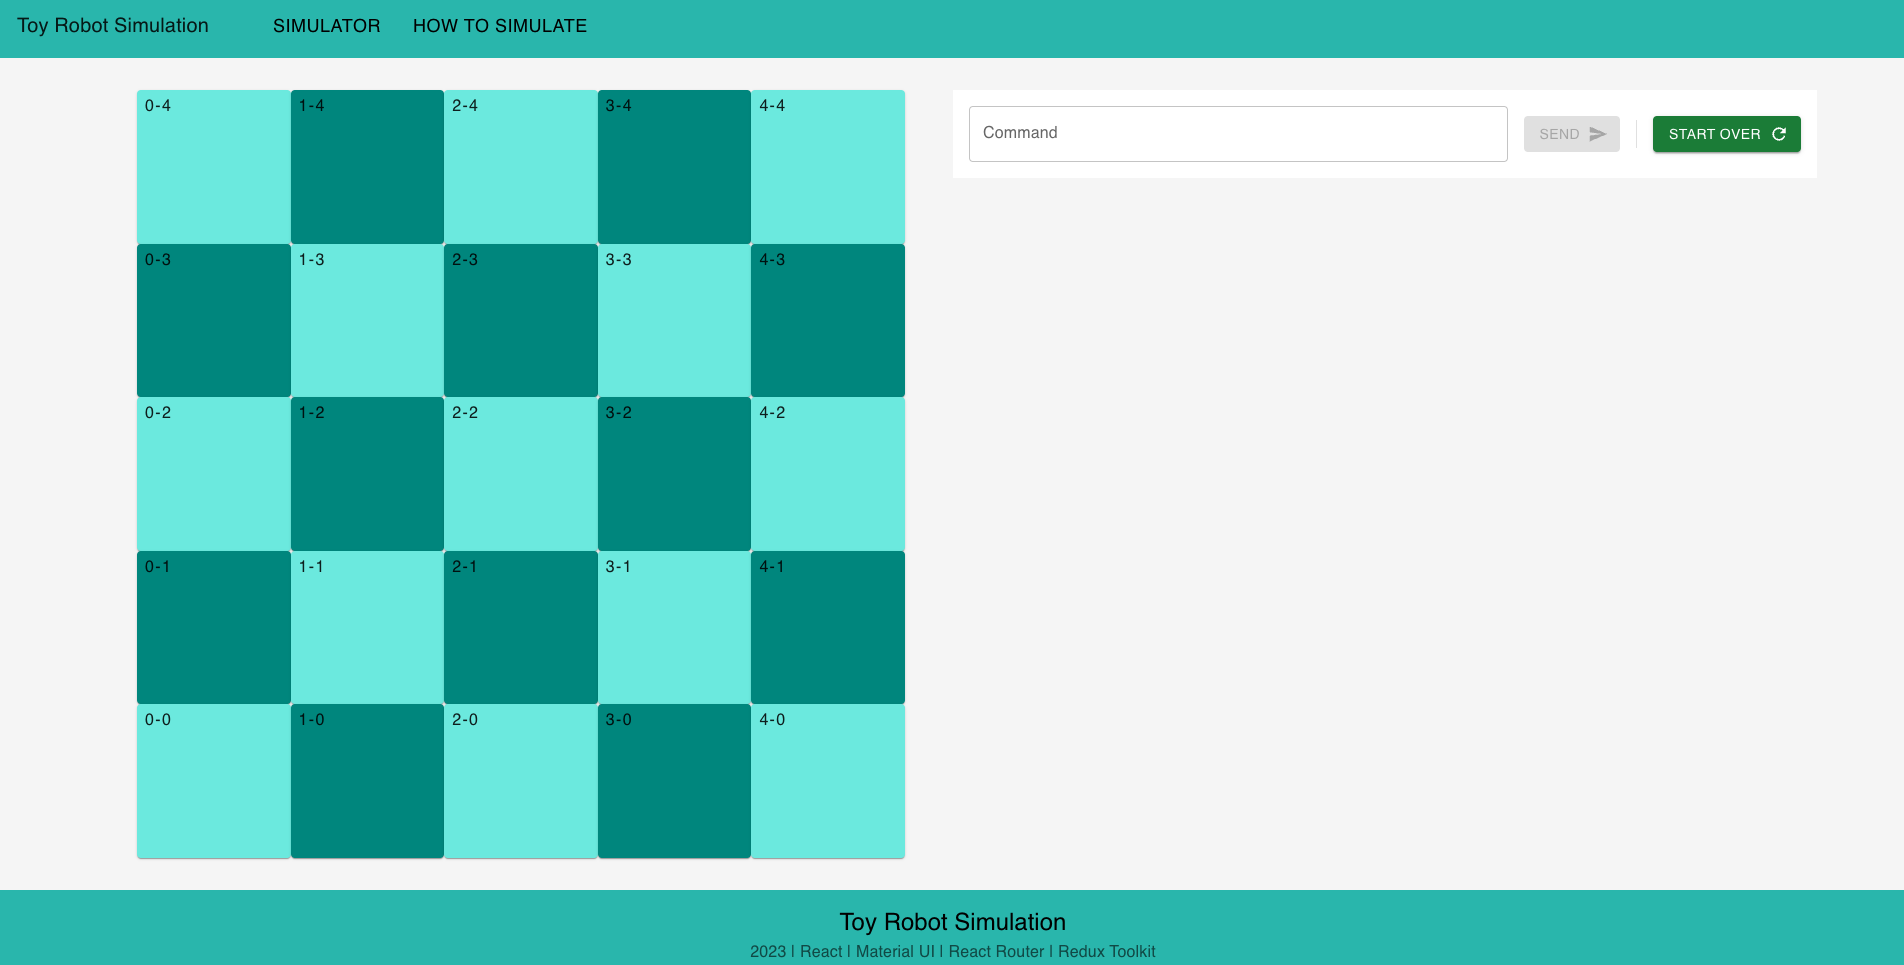 Toy Robot Simulation SIMULATOR HOW TO SIMULATE
0-4 1-4 2-4 3-4 4-4
Command SEND START OVER
0-3 1-3 2-3 3-3 4-3
0-2 1-2 2-2 3-2 4-2
0-1 1-1 2-1 3-1 4-1
0-0 1-0 2-0 3-0 4-0
Toy Robot Simulation
2023 | React | Material UI | React Router | Redux Toolkit